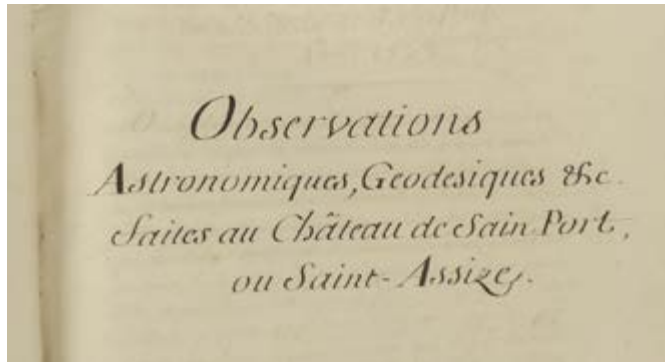 Observations
Astronomiques, Geodesiques &c.
Faites au Château de Sain Port,
ou Saint-Assize,.